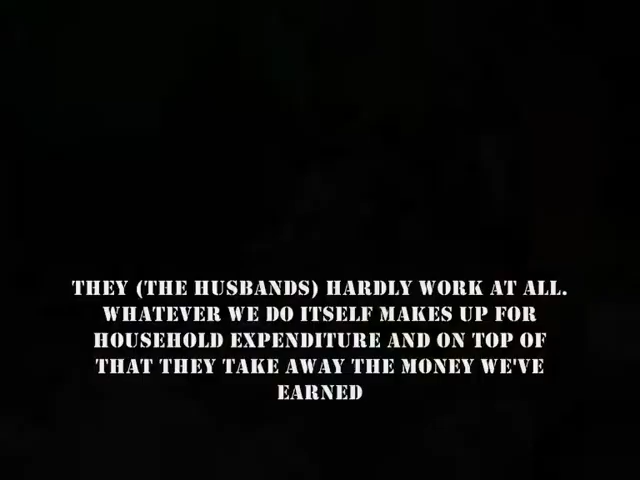 THEY (THE HUSBANDS) HARDLY WORK AT ALL.
WHATEVER WE DO ITSELF MAKES UP FOR
HOUSEHOLD EXPENDITURE AND ON TOP OF
THAT THEY TAKE AWAY THE MONEY WE'VE
EARNED